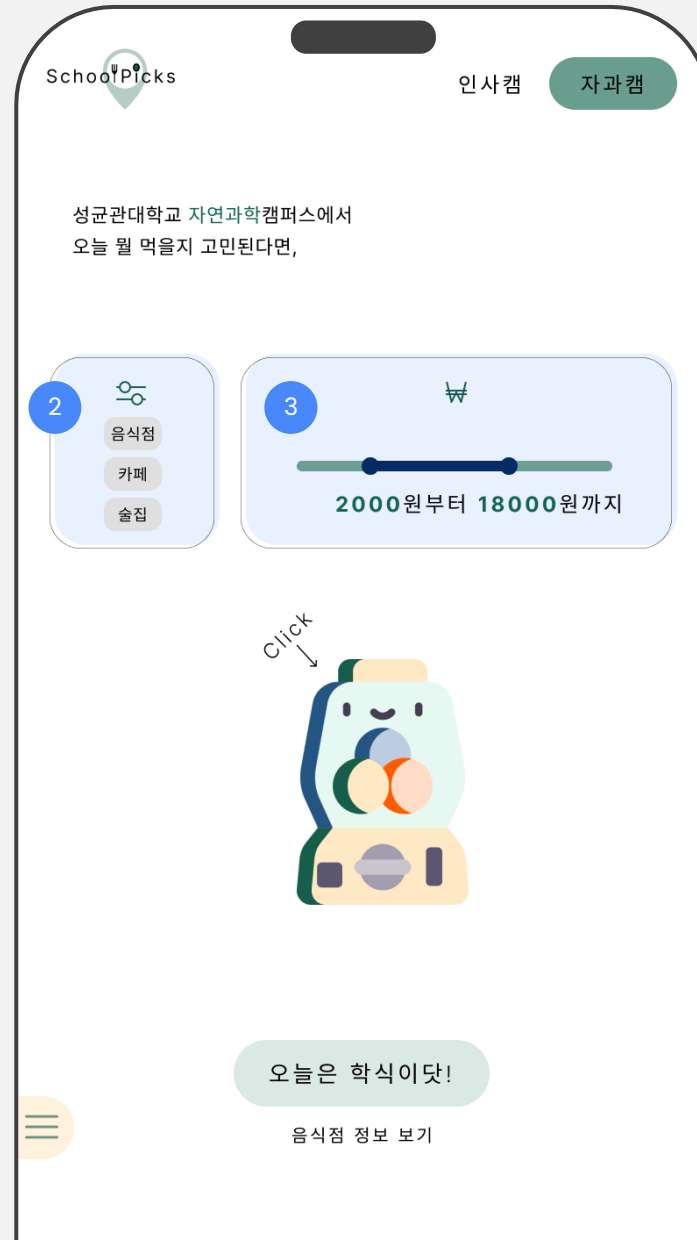 SchoolPicks
인사캠
자과캠
성균관대학교 자연과학캠퍼스에서
오늘 뭘 먹을지 고민된다면,
2
음식점
카페
술집
3
₩
2000원부터 18000원까지
Click
오늘은 학식이닷!
음식점 정보 보기